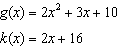 g(x) = 2x² + 3x + 10
k(x) = 2x + 16